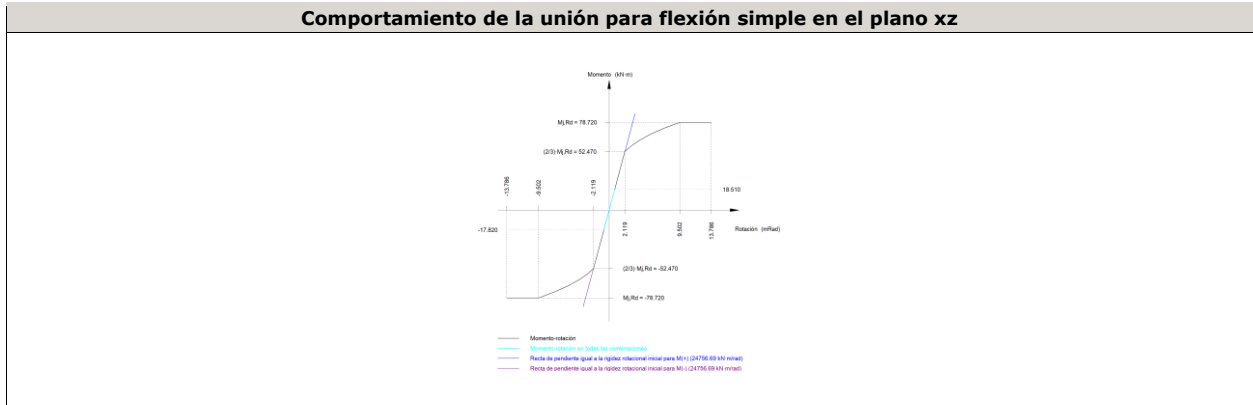 Comportamiento de la unión para flexión simple en el plano xz
Momento (kN·m)
Mj,Rd = 78.720
(2/3)·Mj,Rd = 52.470
-13.786
-9.502
-2.119
18.510
-17.820
2.119
9.502
13.786
Rotación (mRad)
(2/3)·Mj,Rd = -52.470
Mj,Rd = -78.720
Momento-rotación
Momento-rotación en todas las combinaciones.
Recta de pendiente igual a la rigidez rotacional inicial para M(+) (24756.69 kN·m/rad)
Recta de pendiente igual a la rigidez rotacional inicial para M(-) (24756.69 kN·m/rad)